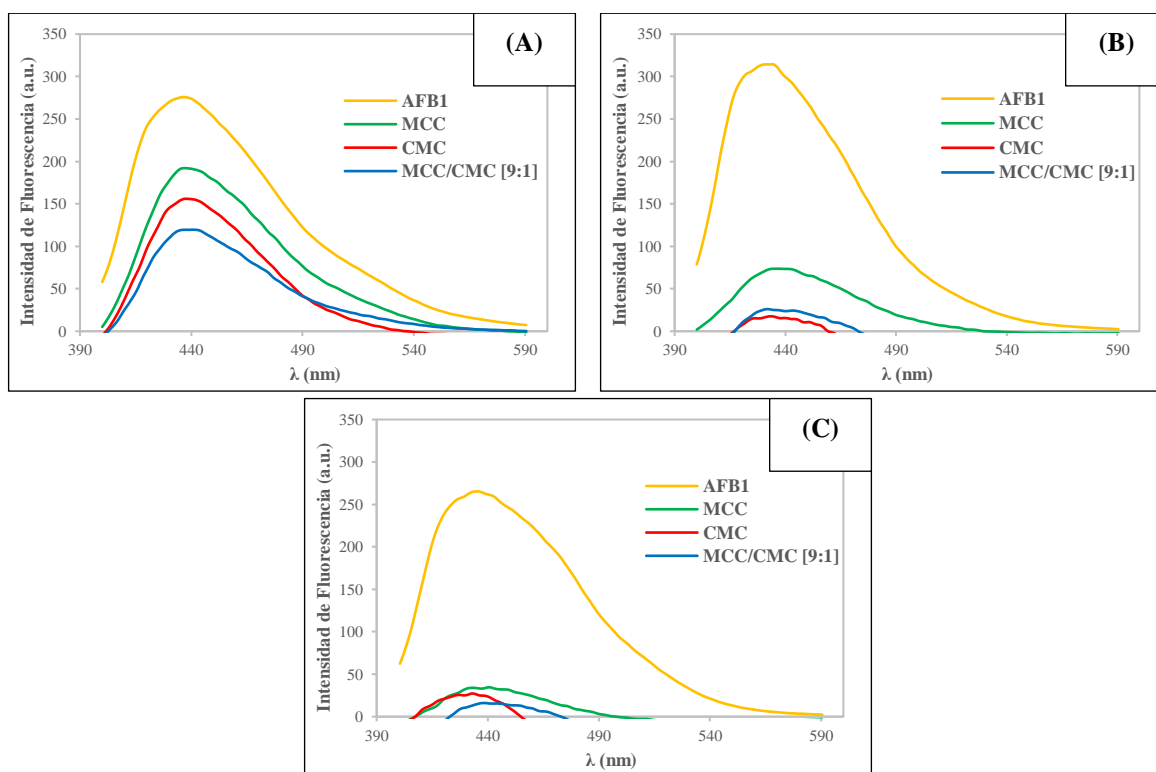 (A)
Intensidad de Fluorescencia (a.u.)
350
300
250
200
150
100
50
0
AFB1
MCC
CMC
MCC/CMC [9:1]
390
440
490
540
590
λ (nm)
(B)
Intensidad de Fluorescencia (a.u.)
350
300
250
200
150
100
50
0
AFB1
MCC
CMC
MCC/CMC [9:1]
390
440
490
540
590
λ (nm)
(C)
Intensidad de Fluorescencia (a.u.)
350
300
250
200
150
100
50
0
AFB1
MCC
CMC
MCC/CMC [9:1]
390
440
490
540
590
λ (nm)